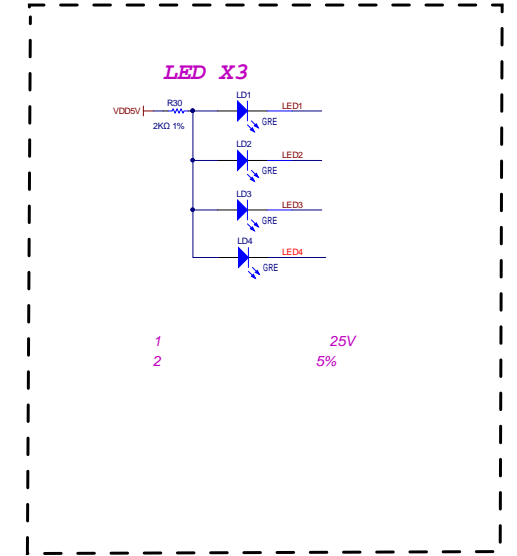 LED X3
LD1
R30
LED1
VDD5V
2KΩ 1%
GRE
LD2
LED2
GRE
LD3
LED3
GRE
LD4
LED4
GRE
1 25V
2 5%